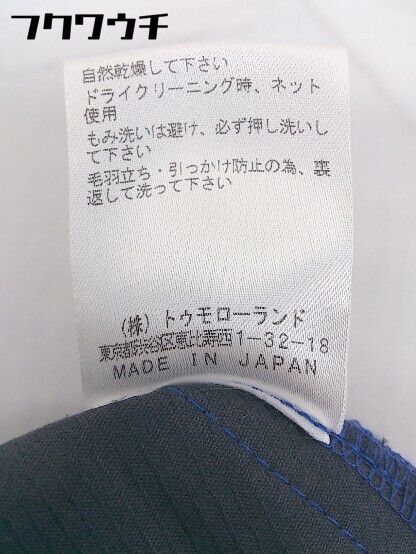 フクワウチ
自然乾燥して下さい
ドライクリーニング時、ネット
使用
もみ洗いは避け、必ず押し洗いし
て下さい
毛羽立ち・引っかけ防止の為、裏
返して洗って下さい
(株) トゥモローランド
東京都渋谷区恵比寿西1-32-18
MADE IN JAPAN